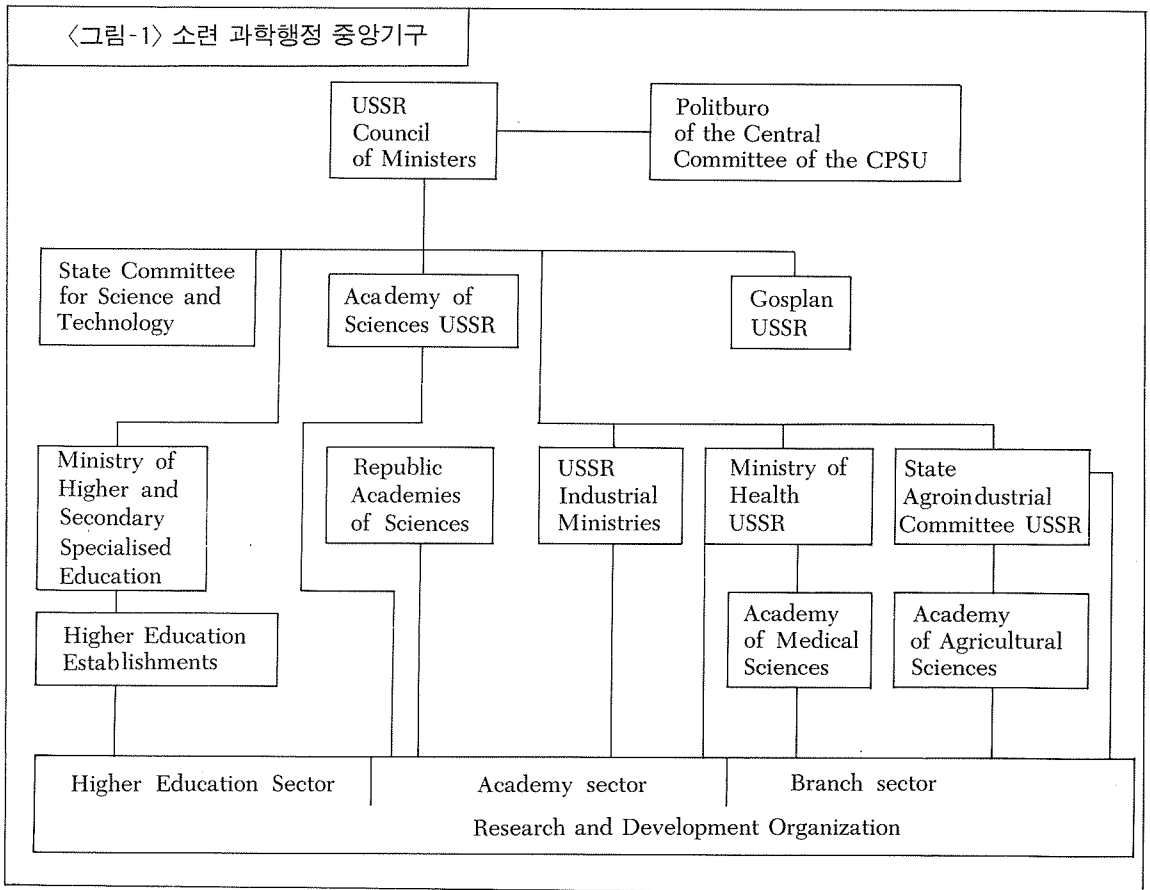 〈그림-1〉 소련 과학행정 중앙기구
USSR
Council
of Ministers
Politburo
of the Central
Committee of the CPSU
State Committee
for Science and
Technology
Academy of
Sciences USSR
Gosplan
USSR
Ministry of
Higher and
Secondary
Specialised
Education
Republic
Academies
of Sciences
USSR
Industrial
Ministries
Ministry of
Health
USSR
State
Agroindustrial
Committee USSR
Higher Education
Establishments
Academy
of Medical
Sciences
Academy
of Agricultural
Sciences
Higher Education Sector
Academy sector
Branch sector
Research and Development Organization